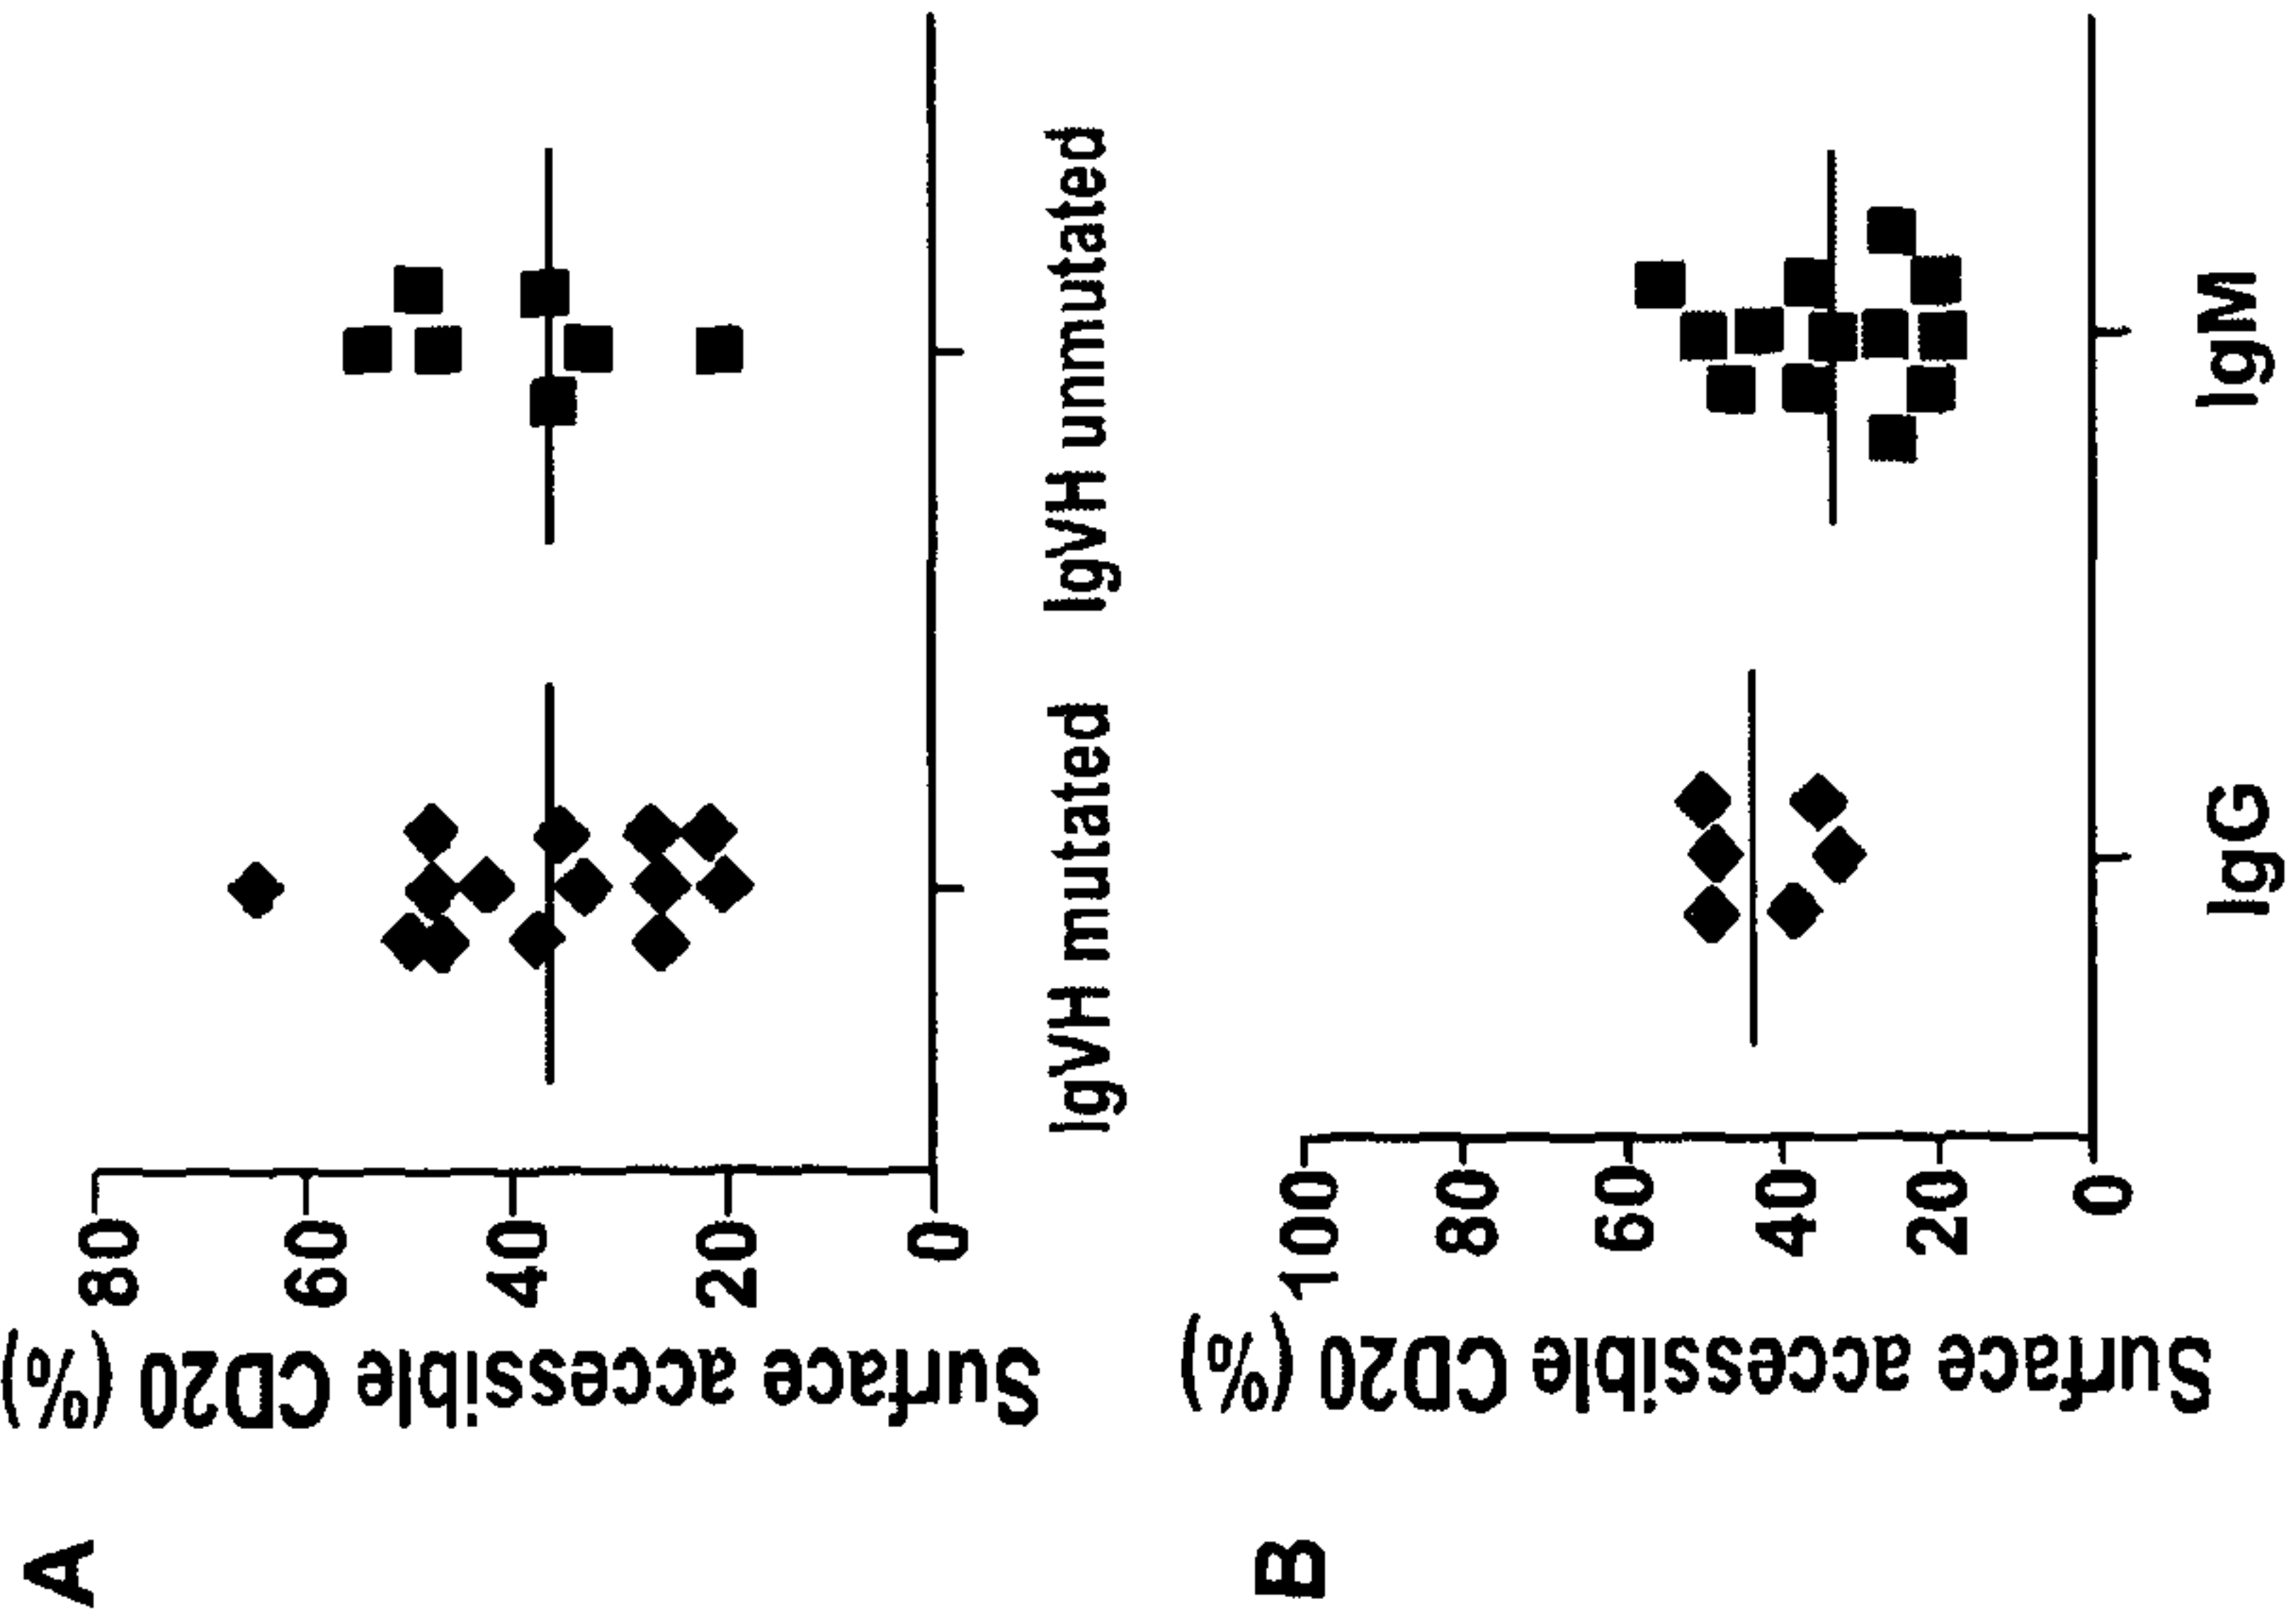 A
Surface accessible CD20 (%)
80
60
40
20
0
IgVH mutated
IgVH unmutated
B
Surface accessible CD20 (%)
100
80
60
40
20
0
IgG
IgM